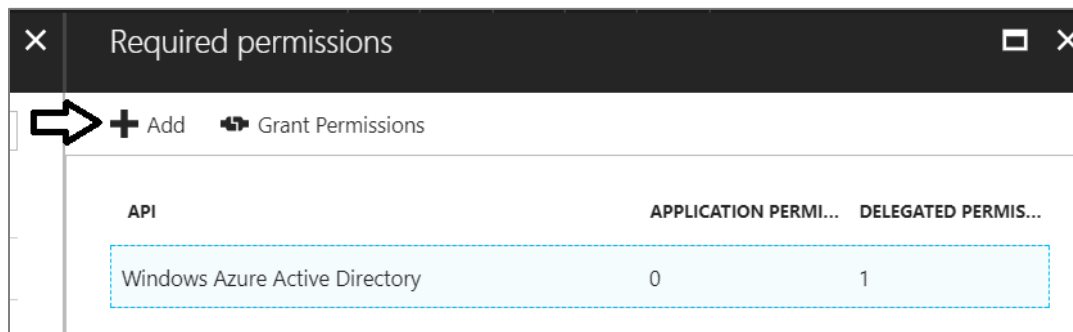 Required permissions
Add Grant Permissions
API APPLICATION PERMI... DELEGATED PERMIS...
Windows Azure Active Directory 0 1